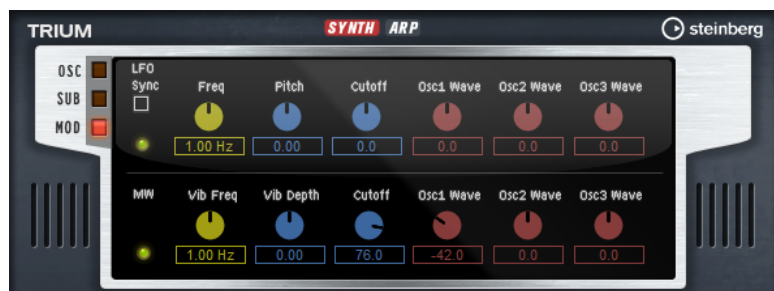 TRIUM SYNTH ARP steinberg
OSC
SUB
MOD
LFO
Sync Freq Pitch Cutoff Osc1 Wave Osc2 Wave Osc3 Wave
1.00 Hz 0.00 0.0 0.0 0.0 0.0
MW Vib Freq Vib Depth Cutoff Osc1 Wave Osc2 Wave Osc3 Wave
1.00 Hz 0.00 76.0 -42.0 0.0 0.0